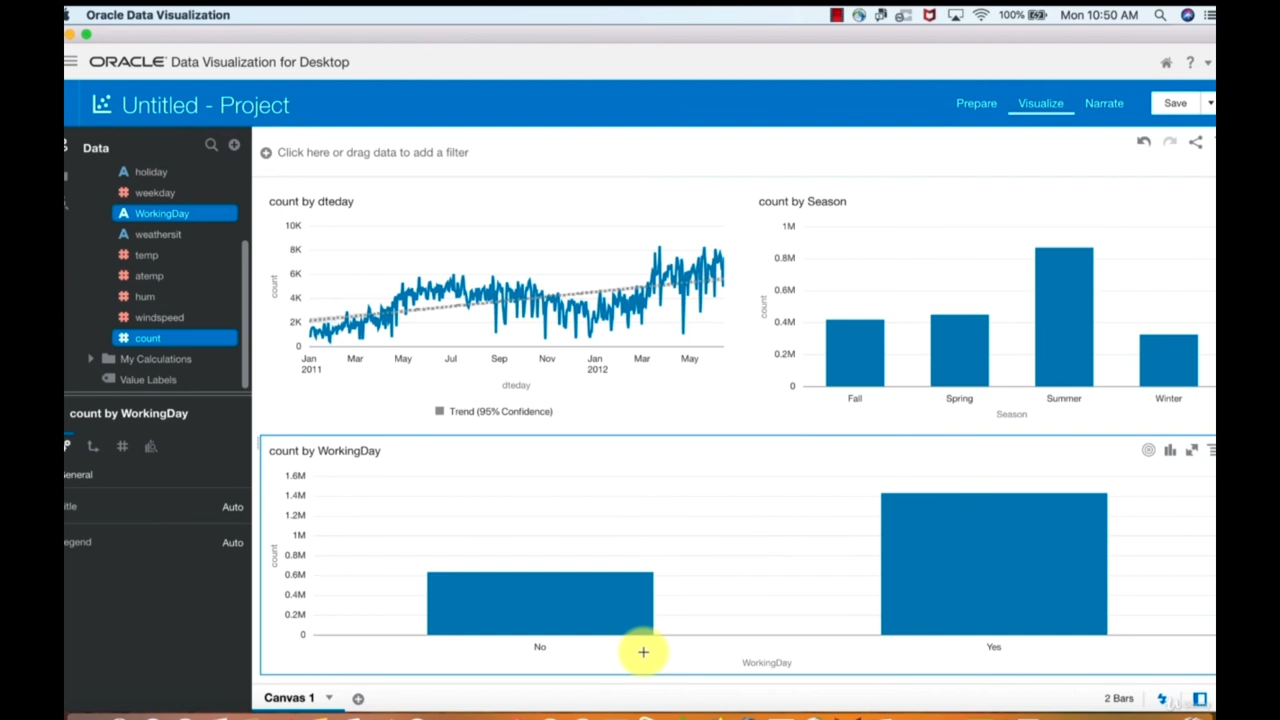 Oracle Data Visualization
100%
Mon 10:50 AM
ORACLE Data Visualization for Desktop
?
Untitled - Project
Prepare
Visualize
Narrate
Save
Data
Click here or drag data to add a filter
A holiday
# weekday
A WorkingDay
A weathersit
# temp
# atemp
# hum
# windspeed
# count
My Calculations
Value Labels
count by WorkingDay
#
General
itle
Auto
egend
Auto
count by dteday
10K
8K
6K
4K
2K
0
count
Jan
2011
Mar
May
Jul
Sep
Nov
Jan
2012
Mar
May
dteday
Trend (95% Confidence)
count by Season
1M
0.8M
0.6M
0.4M
0.2M
0
count
Fall
Spring
Summer
Winter
Season
count by WorkingDay
1.6M
1.4M
1.2M
1M
0.8M
0.6M
0.4M
0.2M
0
count
No
Yes
WorkingDay
Canvas 1
2 Bars